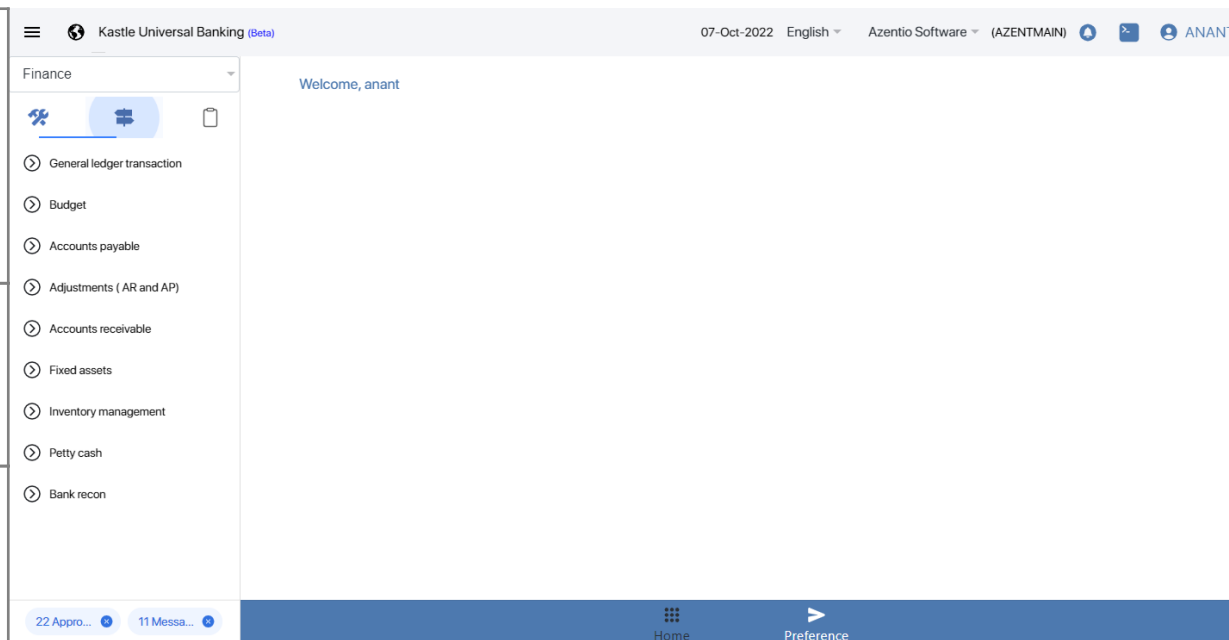 Kastle Universal Banking (Beta) 07-Oct-2022 English Azentio Software (AZENTMAIN) ANANT
Finance
Welcome, anant
General ledger transaction
Budget
Accounts payable
Adjustments ( AR and AP)
Accounts receivable
Fixed assets
Inventory management
Petty cash
Bank recon
22 Appro... 11 Messa... Home Preference